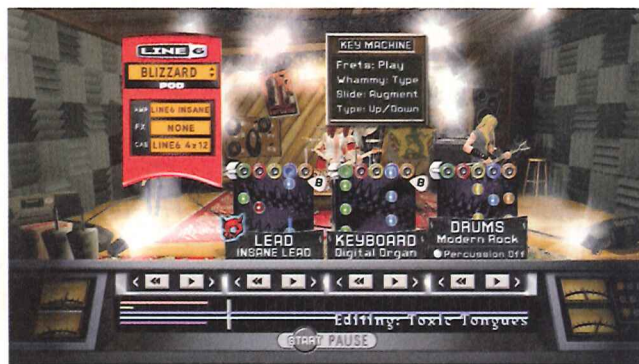 LINE 6
BLIZZARD
POD
AMP LINE6 INSANE
FX NONE
CAB LINE6 4x12
KEY MACHINE
Frets: Play
Whammy: Type
Slide: Augment
Type: Up/Down
B
B
LEAD
INSANE LEAD
KEYBOARD
Digital Organ
DRUMS
Modern Rock
Percussion Off
Editing: Toxic Tongues
START PAUSE